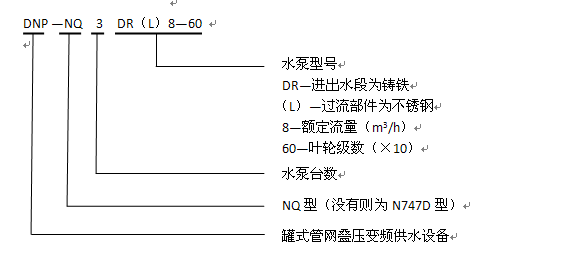 DNP—NQ 3 DR（L）8—60
水泵型号
DR—进出水段为铸铁
（L）—过流部件为不锈钢
8—额定流量（m³/h）
60—叶轮级数（×10）
水泵台数
NQ 型（没有则为 N747D 型）
罐式管网叠压变频供水设备